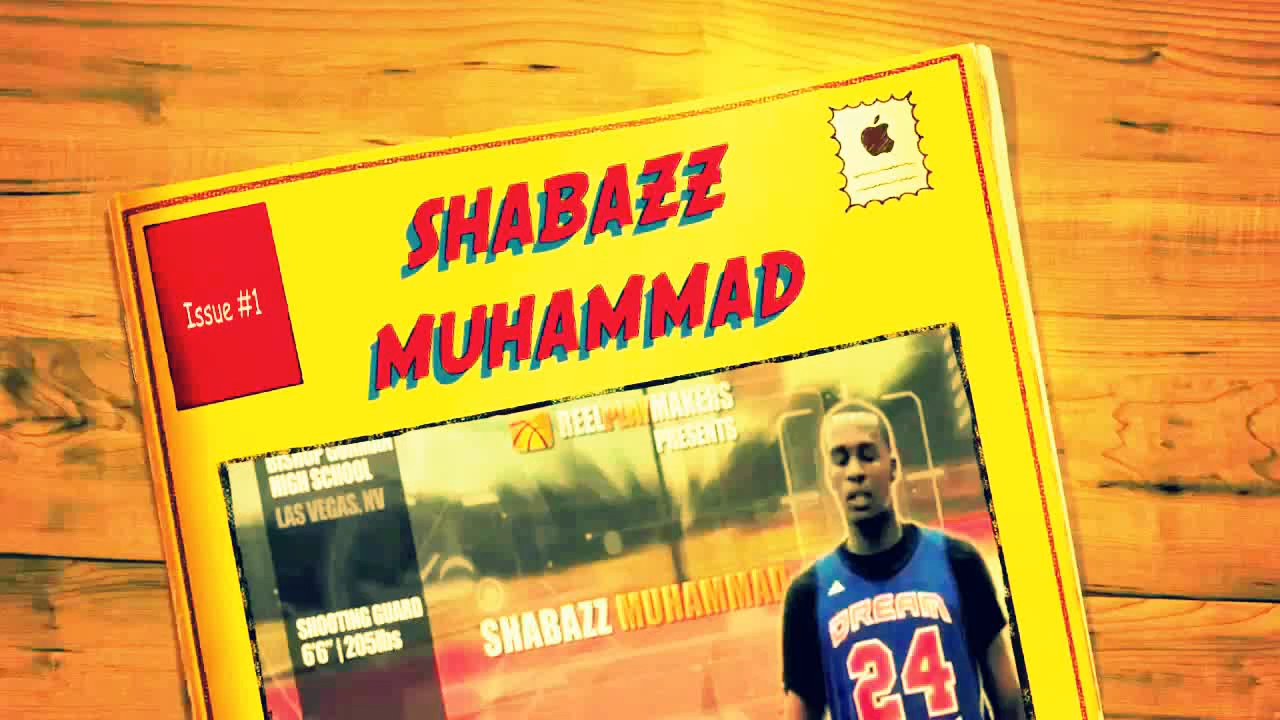 SHABAZZ
MUHAMMAD
Issue #1
REELPLAYMAKERS
PRESENTS
HIGH SCHOOL
LAS VEGAS, NV
SHOOTING GUARD
6'6" | 205lbs
SHABAZZ MUHAMMAD
DREAM
24